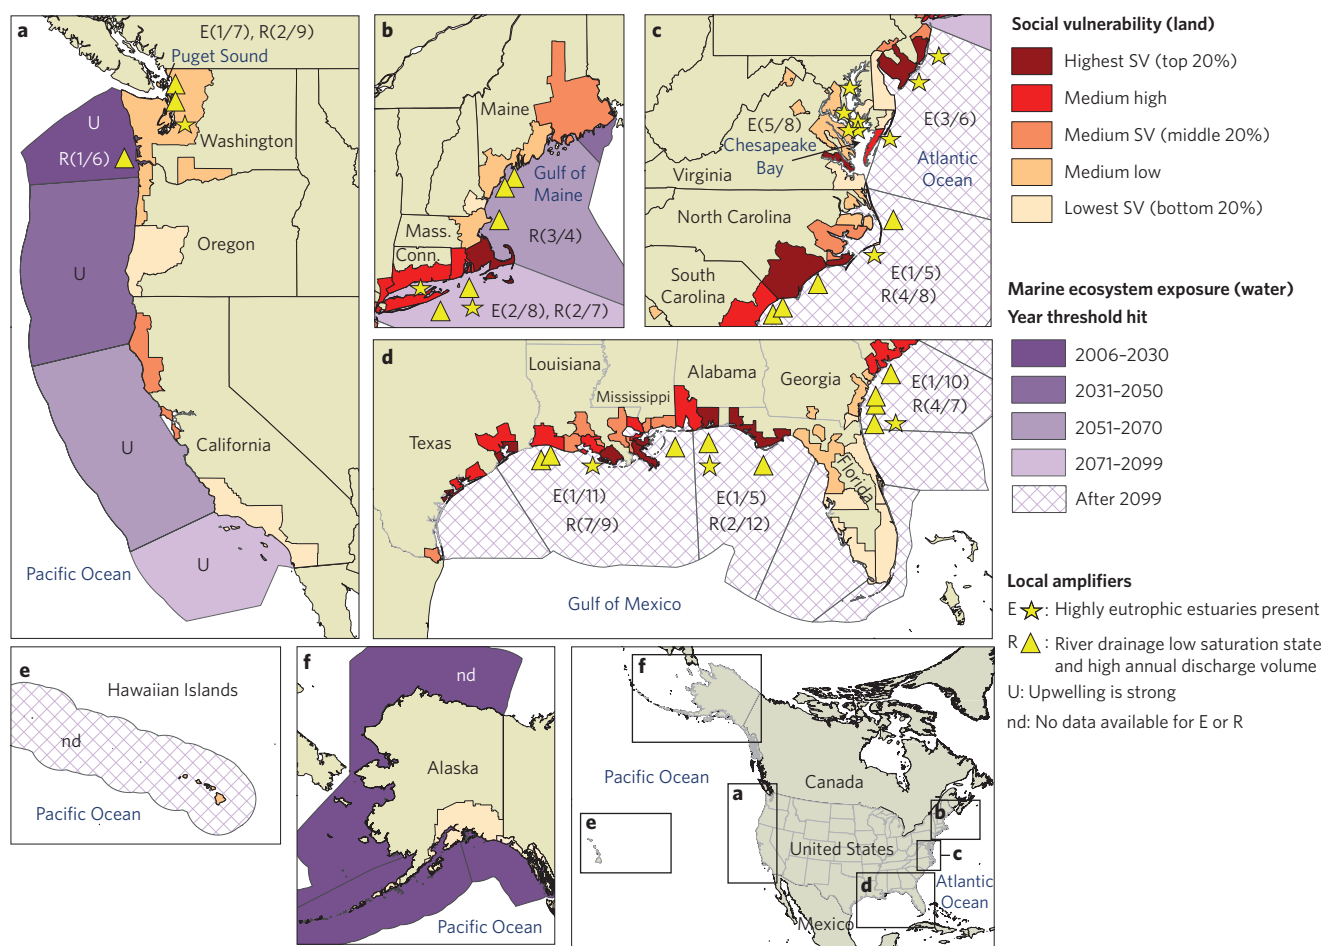 a
E(1/7), R(2/9)
Puget Sound
U
R(1/6)
Washington
U
Oregon
U
California
U
Pacific Ocean
b
Maine
Gulf of
Maine
Mass.
R(3/4)
Conn.
E(2/8), R(2/7)
c
E(5/8)
E(3/6)
Chesapeake
Bay
Atlantic
Ocean
Virginia
North Carolina
South
Carolina
E(1/5)
R(4/8)
d
Louisiana
Alabama
Georgia
Mississippi
Texas
Florida
E(1/10)
R(4/7)
E(1/11)
R(7/9)
E(1/5)
R(2/12)
Gulf of Mexico
e
Hawaiian Islands
nd
Pacific Ocean
f
nd
Alaska
Pacific Ocean
f
Pacific Ocean
Canada
a
b
e
United States
c
d
Atlantic
Ocean
Mexico
Social vulnerability (land)
Highest SV (top 20%)
Medium high
Medium SV (middle 20%)
Medium low
Lowest SV (bottom 20%)
Marine ecosystem exposure (water)
Year threshold hit
2006–2030
2031–2050
2051–2070
2071–2099
After 2099
Local amplifiers
E : Highly eutrophic estuaries present
R : River drainage low saturation state
and high annual discharge volume
U: Upwelling is strong
nd: No data available for E or R